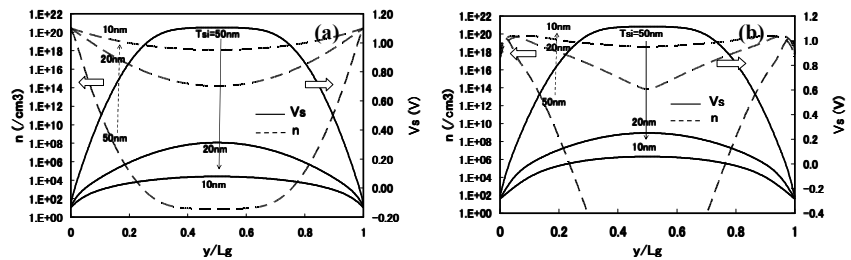 1.E+22
1.E+20
1.E+18
1.E+16
1.E+14
1.E+12
1.E+10
1.E+08
1.E+06
1.E+04
1.E+02
1.E+00
n (/cm3)
10nm
20nm
50nm
Tsi=50nm
(a)
Vs
n
20nm
10nm
1.20
1.00
0.80
0.60
0.40
0.20
0.00
-0.20
Vs (V)
0
0.2
0.4
0.6
0.8
1
y/Lg
1.E+22
1.E+20
1.E+18
1.E+16
1.E+14
1.E+12
1.E+10
1.E+08
1.E+06
1.E+04
1.E+02
1.E+00
n (/cm3)
10nm
20nm
50nm
Tsi=50nm
(b)
Vs
n
20nm
10nm
1.2
1.0
0.8
0.6
0.4
0.2
0.0
-0.2
-0.4
Vs (V)
0
0.2
0.4
0.6
0.8
1
y/Lg